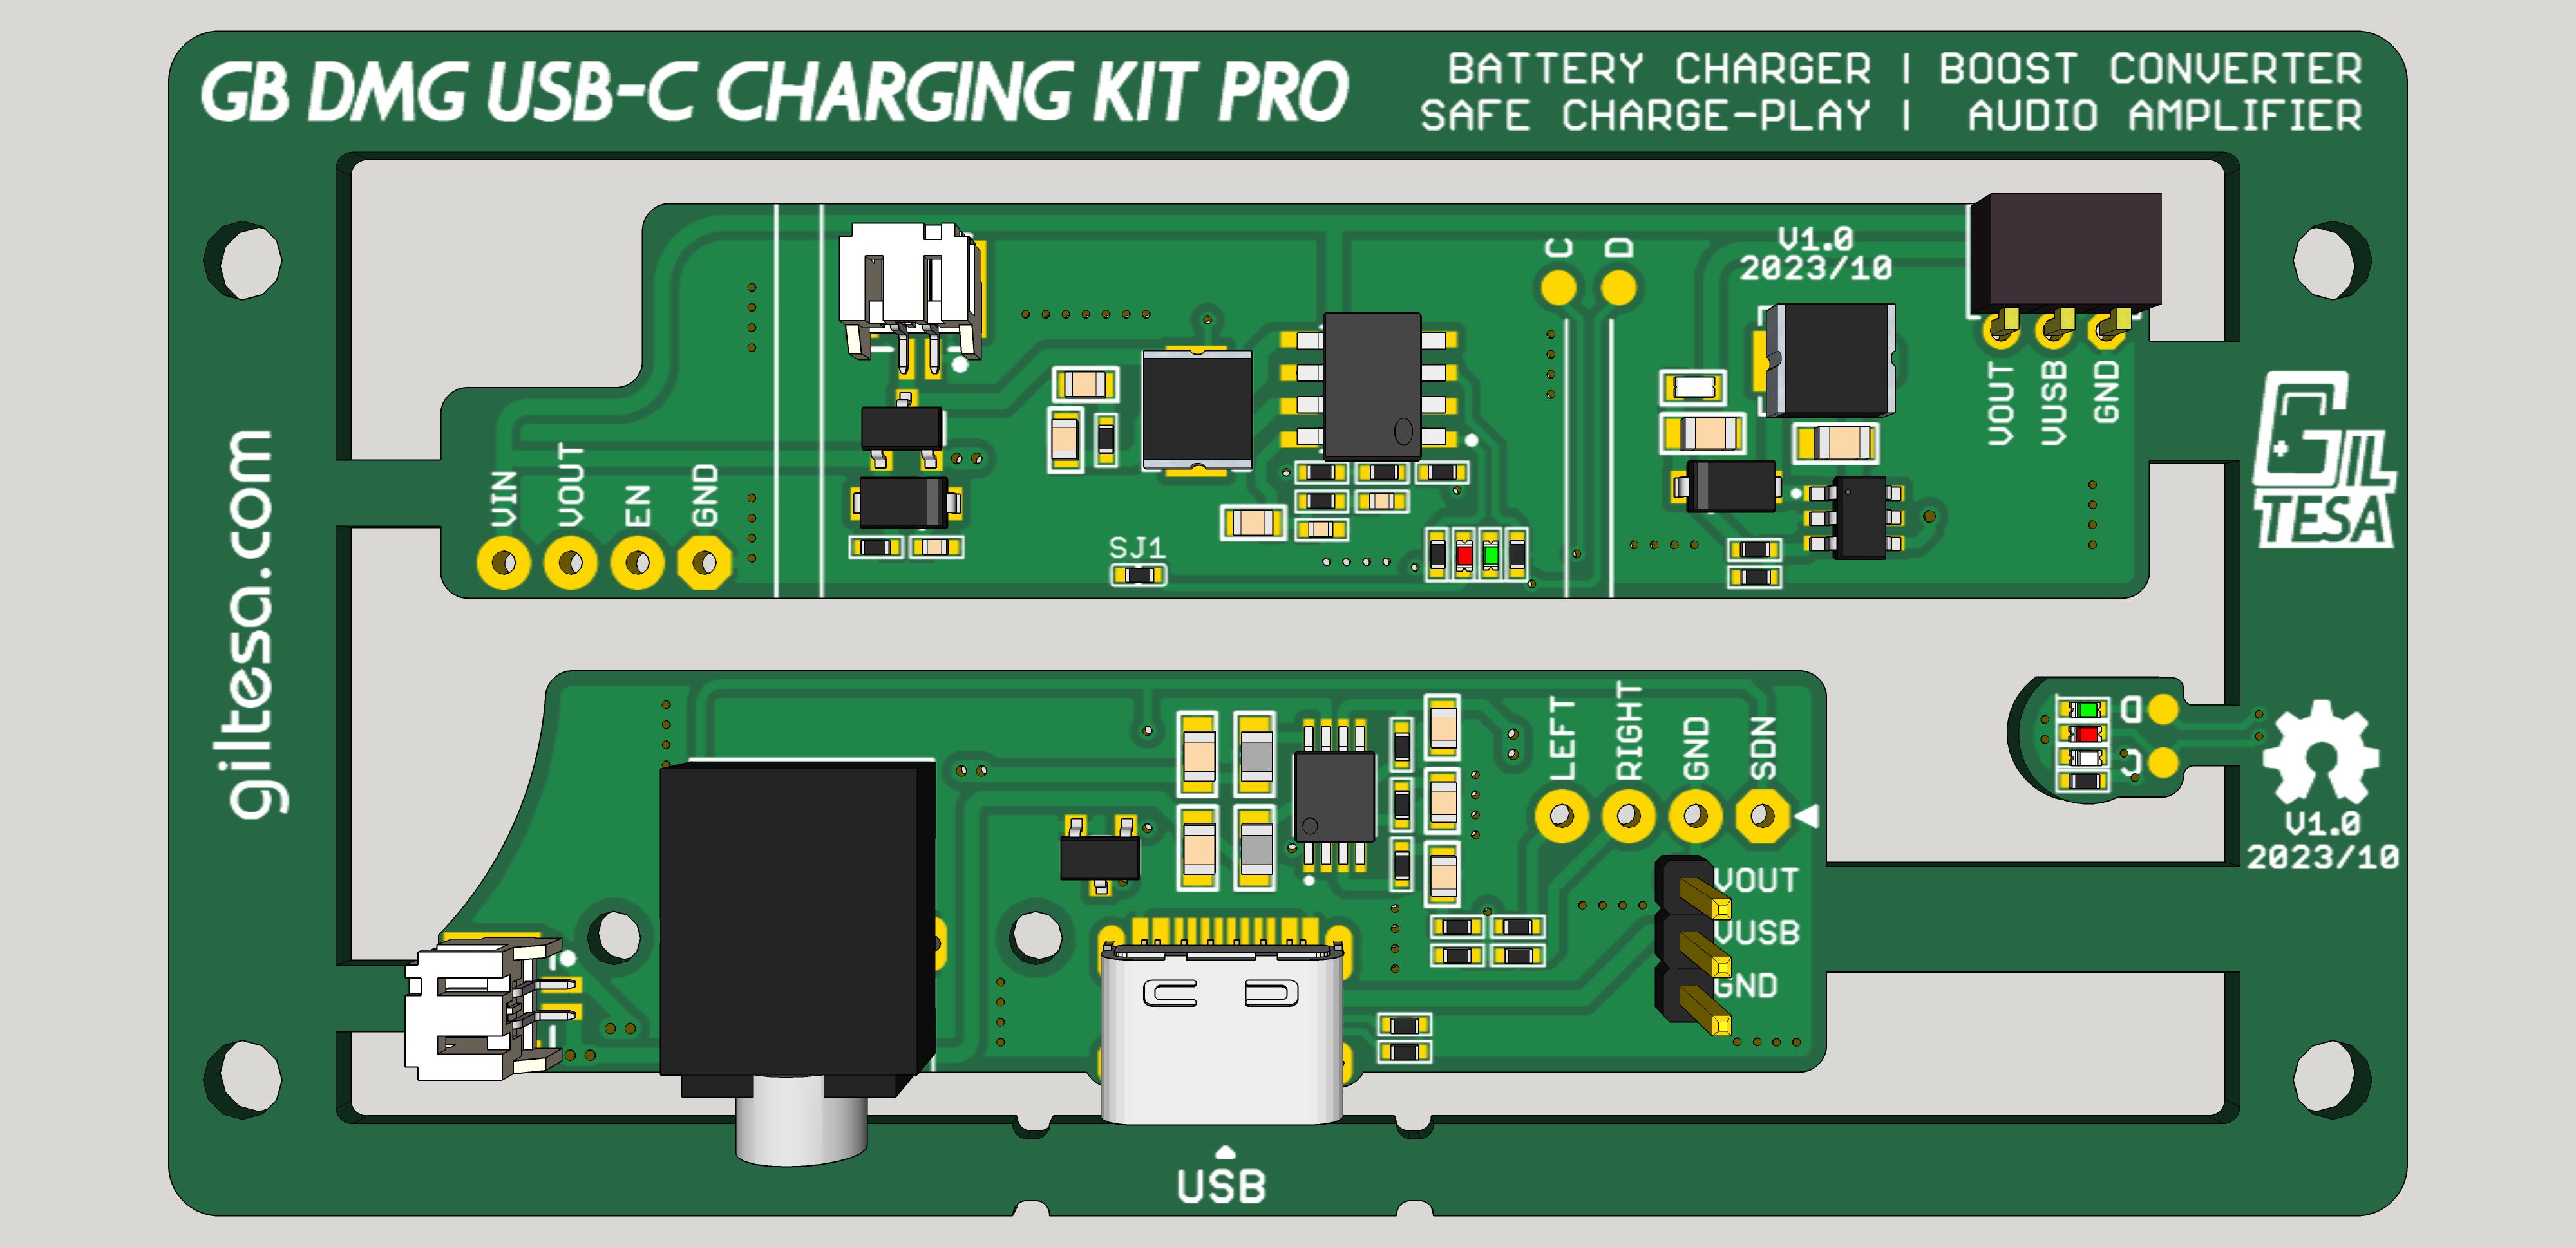 GB DMG USB-C CHARGING KIT PRO
BATTERY CHARGER | BOOST CONVERTER
SAFE CHARGE-PLAY | AUDIO AMPLIFIER
C
D
V1.0
2023/10
VOUT
VUSB
GND
VIN
VOUT
EN
GND
SJ1
GILTESA
giltesa.com
LEFT
RIGHT
GND
SDN
D
C
VOUT
VUSB
GND
V1.0
2023/10
USB